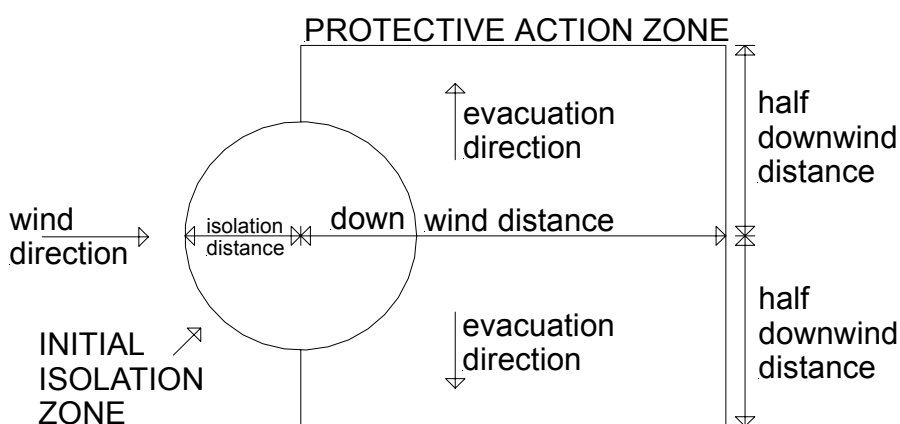 PROTECTIVE ACTION ZONE
evacuation
direction
half
downwind
distance
wind
direction
isolation
distance
down wind distance
evacuation
direction
half
downwind
distance
INITIAL
ISOLATION
ZONE